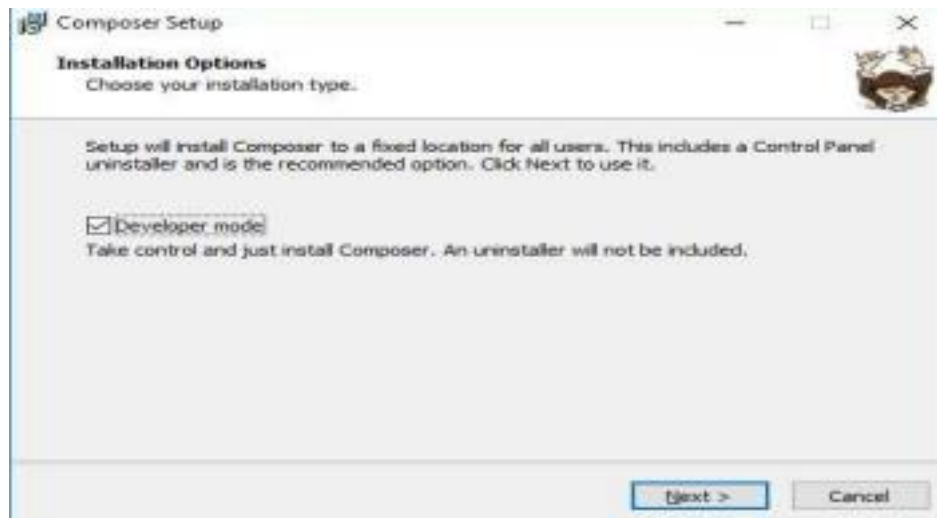 Composer Setup
Installation Options
Choose your installation type.
Setup will install Composer to a fixed location for all users. This includes a Control Panel
uninstaller and is the recommended option. Click Next to use it.
Developer mode
Take control and just install Composer. An uninstaller will not be included.
Next >
Cancel